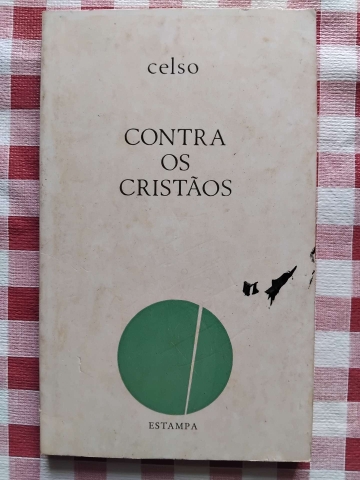 celso
CONTRA
OS
CRISTÃOS
ESTAMPA